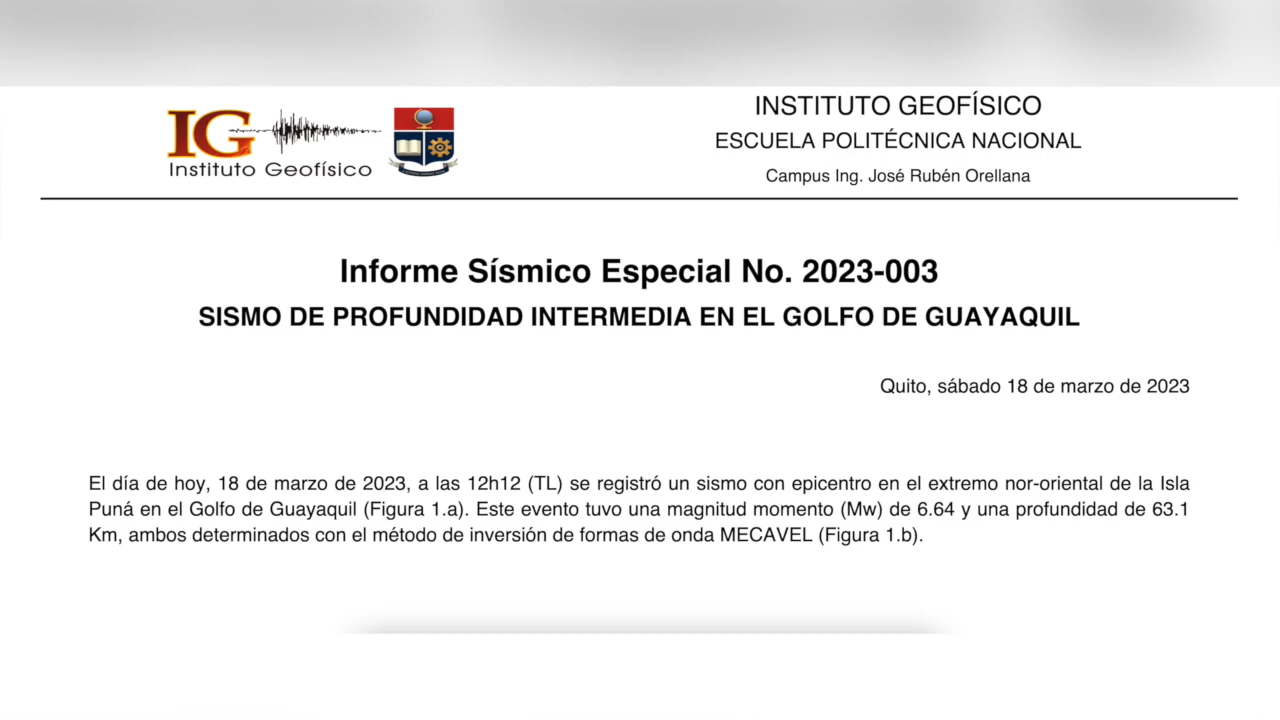 IG
Instituto Geofísico
INSTITUTO GEOFÍSICO
ESCUELA POLITÉCNICA NACIONAL
Campus Ing. José Rubén Orellana
Informe Sísmico Especial No. 2023-003
SISMO DE PROFUNDIDAD INTERMEDIA EN EL GOLFO DE GUAYAQUIL
Quito, sábado 18 de marzo de 2023
El día de hoy, 18 de marzo de 2023, a las 12h12 (TL) se registró un sismo con epicentro en el extremo nor-oriental de la Isla
Puná en el Golfo de Guayaquil (Figura 1.a). Este evento tuvo una magnitud momento (Mw) de 6.64 y una profundidad de 63.1
Km, ambos determinados con el método de inversión de formas de onda MECAVEL (Figura 1.b).